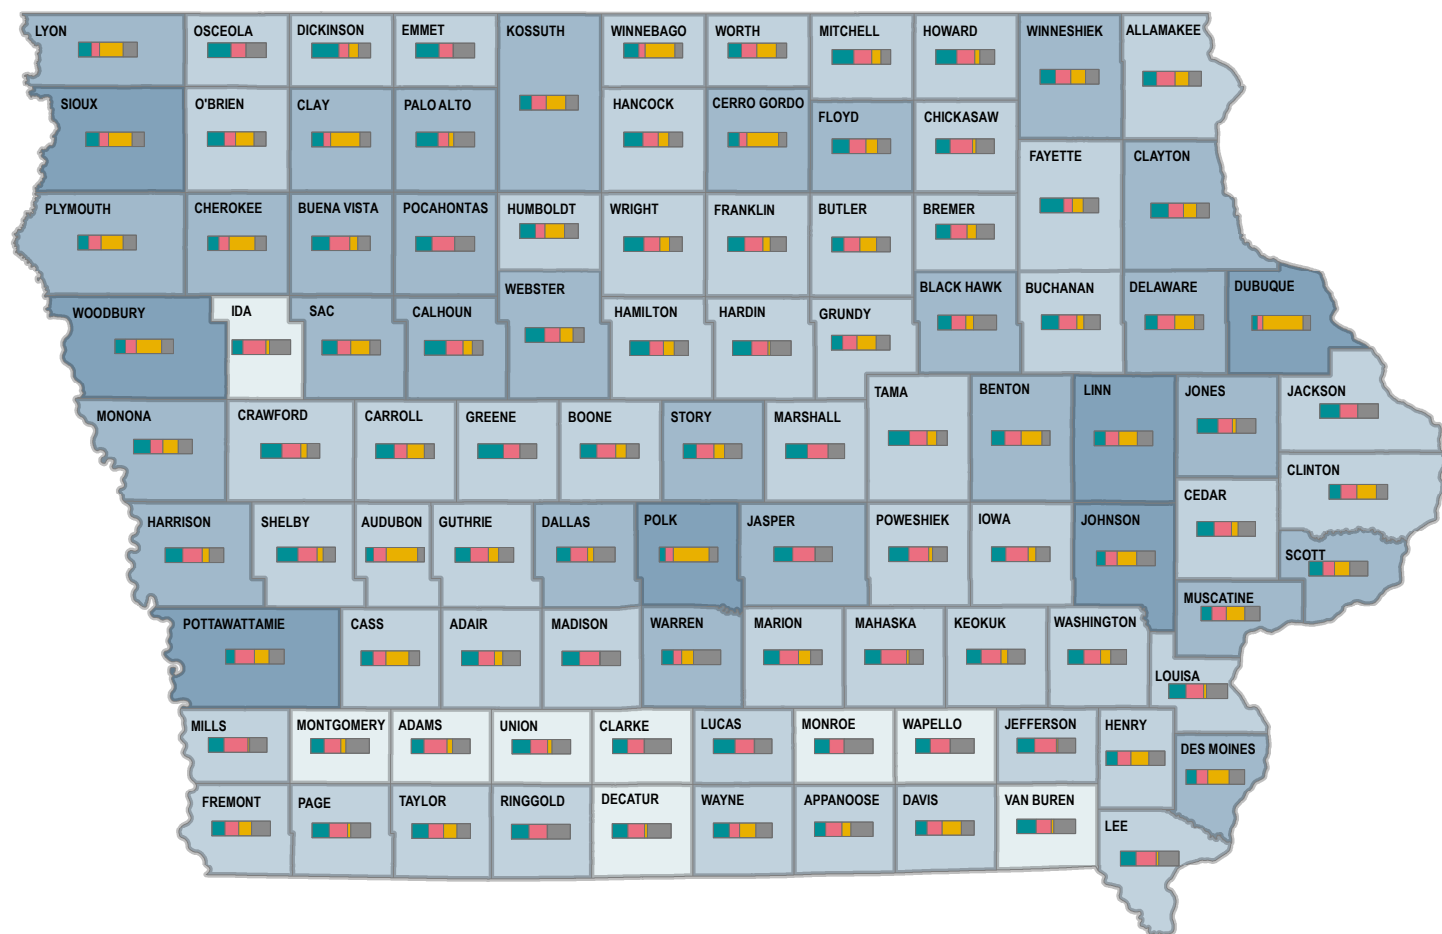 LYON
OSCEOLA
DICKINSON
EMMET
KOSSUTH
WINNEBAGO
WORTH
MITCHELL
HOWARD
WINNESHIEK
ALLAMAKEE
SIOUX
O'BRIEN
CLAY
PALO ALTO
HANCOCK
CERRO GORDO
FLOYD
CHICKASAW
FAYETTE
CLAYTON
PLYMOUTH
CHEROKEE
BUENA VISTA
POCAHONTAS
HUMBOLDT
WRIGHT
FRANKLIN
BUTLER
BREMER
WOODBURY
IDA
SAC
CALHOUN
WEBSTER
HAMILTON
HARDIN
GRUNDY
BLACK HAWK
BUCHANAN
DELAWARE
DUBUQUE
MONONA
CRAWFORD
CARROLL
GREENE
BOONE
STORY
MARSHALL
TAMA
BENTON
LINN
JONES
JACKSON
CLINTON
HARRISON
SHELBY
AUDUBON
GUTHRIE
DALLAS
POLK
JASPER
POWESHIEK
IOWA
JOHNSON
CEDAR
SCOTT
MUSCATINE
POTTAWATTAMIE
CASS
ADAIR
MADISON
WARREN
MARION
MAHASKA
KEOKUK
WASHINGTON
LOUISA
MILLS
MONTGOMERY
ADAMS
UNION
CLARKE
LUCAS
MONROE
WAPELLO
JEFFERSON
HENRY
DES MOINES
FREMONT
PAGE
TAYLOR
RINGGOLD
DECATUR
WAYNE
APPANOOSE
DAVIS
VAN BUREN
LEE